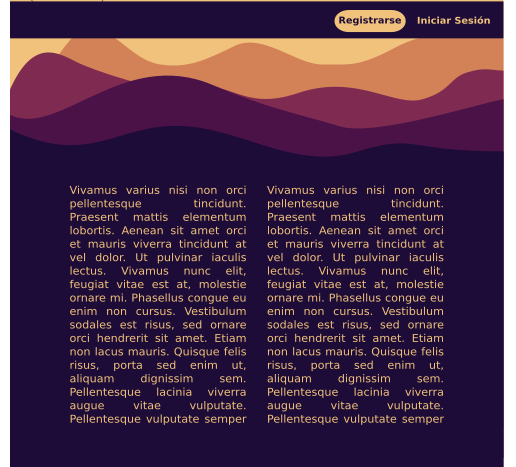 Registrarse Iniciar Sesión
Vivamus varius nisi non orci
pellentesque tincidunt.
Praesent mattis elementum
lobortis. Aenean sit amet orci
et mauris viverra tincidunt at
vel dolor. Ut pulvinar iaculis
lectus. Vivamus nunc elit,
feugiat vitae est at, molestie
ornare mi. Phasellus congue eu
enim non cursus. Vestibulum
sodales est risus, sed ornare
orci hendrerit sit amet. Etiam
non lacus mauris. Quisque felis
risus, porta sed enim ut,
aliquam dignissim sem.
Pellentesque lacinia viverra
augue vitae vulputate.
Pellentesque vulputate semper
Vivamus varius nisi non orci
pellentesque tincidunt.
Praesent mattis elementum
lobortis. Aenean sit amet orci
et mauris viverra tincidunt at
vel dolor. Ut pulvinar iaculis
lectus. Vivamus nunc elit,
feugiat vitae est at, molestie
ornare mi. Phasellus congue eu
enim non cursus. Vestibulum
sodales est risus, sed ornare
orci hendrerit sit amet. Etiam
non lacus mauris. Quisque felis
risus, porta sed enim ut,
aliquam dignissim sem.
Pellentesque lacinia viverra
augue vitae vulputate.
Pellentesque vulputate semper